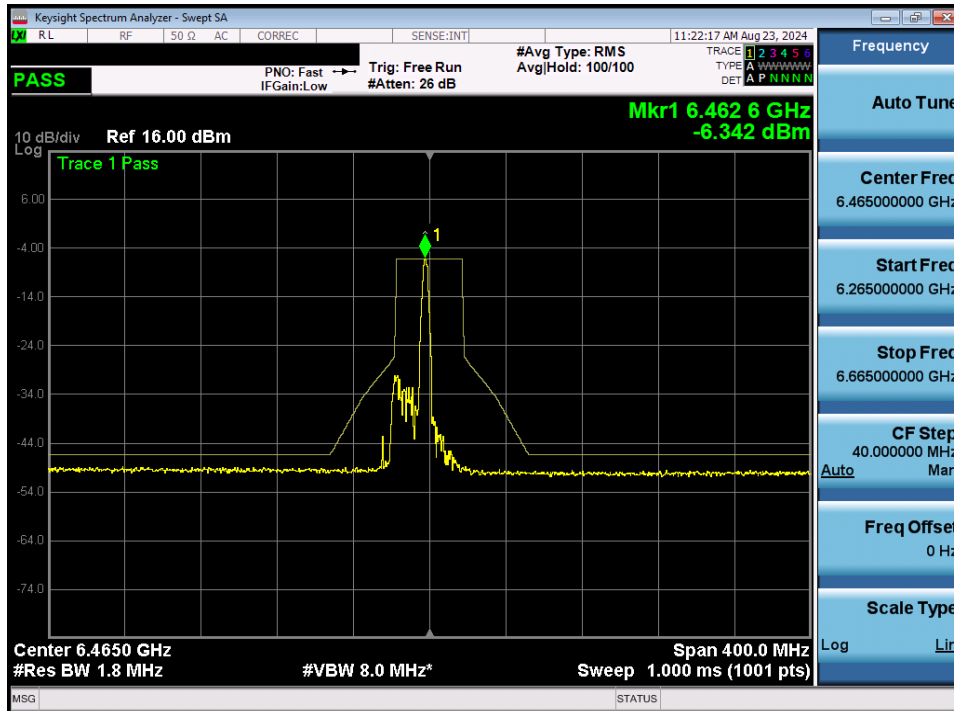 Keysight Spectrum Analyzer - Swept SA
LXI RL RF 50 Ω AC CORREC SENSE:INT 11:22:17 AM Aug 23, 2024
PASS
PNO: Fast
IFGain:Low
Trig: Free Run
#Atten: 26 dB
#Avg Type: RMS
Avg|Hold: 100/100
TRACE 1 2 3 4 5 6
TYPE A WWWWW
DET A P N N N N
Mkr1 6.462 6 GHz
-6.342 dBm
10 dB/div Ref 16.00 dBm
Log
Trace 1 Pass
1
6.00
-4.00
-14.0
-24.0
-34.0
-44.0
-54.0
-64.0
-74.0
Center 6.4650 GHz Span 400.0 MHz
#Res BW 1.8 MHz #VBW 8.0 MHz* Sweep 1.000 ms (1001 pts)
MSG STATUS
Frequency
Auto Tune
Center Freq
6.465000000 GHz
Start Freq
6.265000000 GHz
Stop Freq
6.665000000 GHz
CF Step
40.000000 MHz
Auto Man
Freq Offset
0 Hz
Scale Type
Log Lin